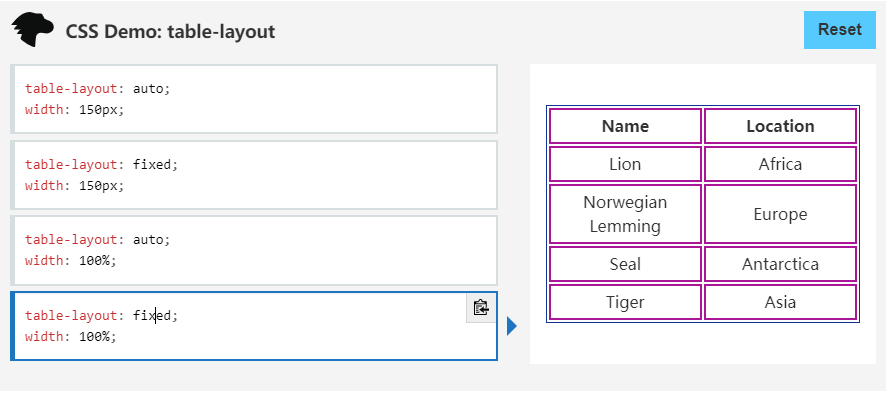 CSS Demo: table-layout
Reset
table-layout: auto;
width: 150px;
table-layout: fixed;
width: 150px;
table-layout: auto;
width: 100%;
table-layout: fixed;
width: 100%;
Name Location
Lion Africa
Norwegian
Lemming Europe
Seal Antarctica
Tiger Asia